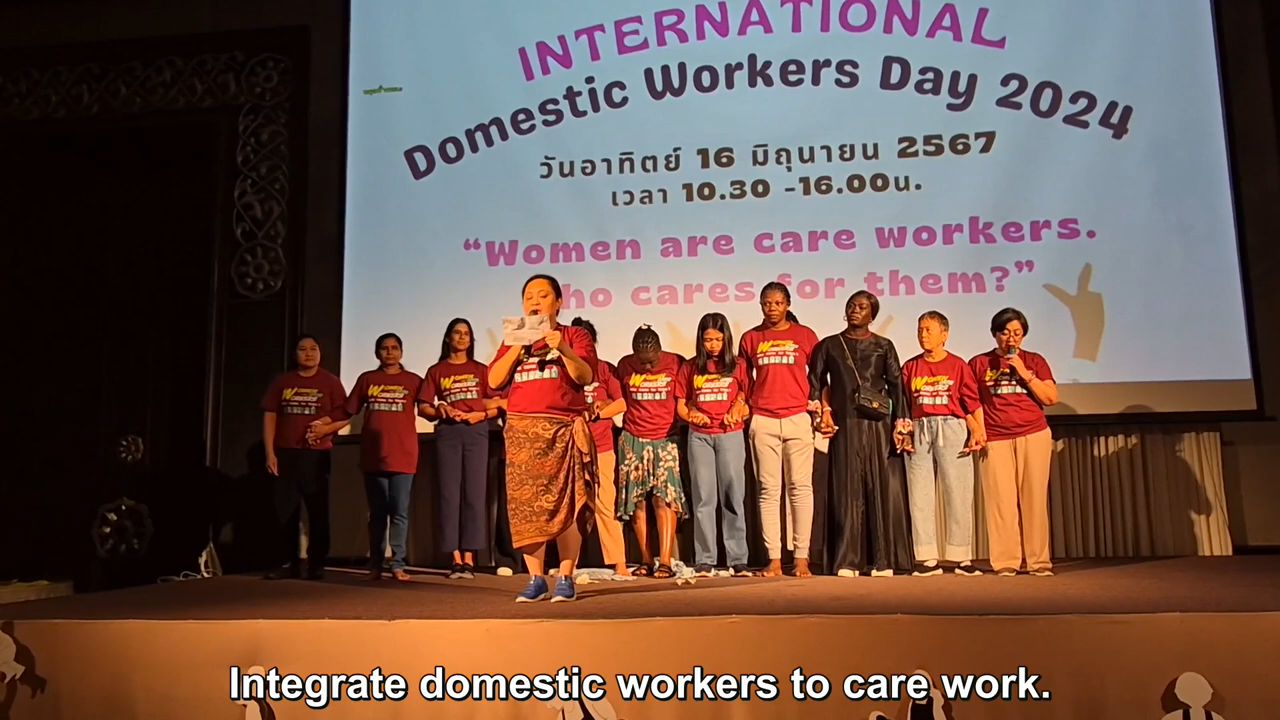 INTERNATIONAL
Domestic Workers Day 2024
วันอาทิตย์ 16 มิถุนายน 2567
เวลา 10.30 -16.00น.
“Women are care workers.
ho cares for them?”
Integrate domestic workers to care work.